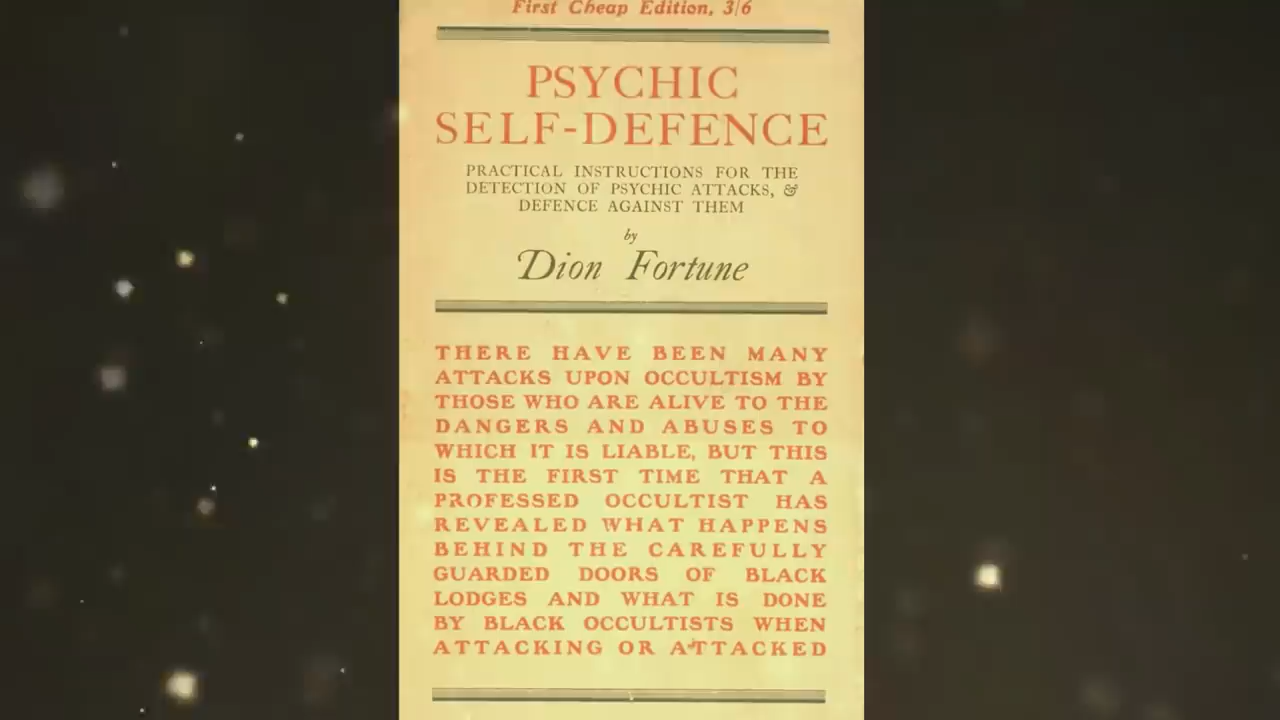 First Cheap Edition, 3/6
PSYCHIC
SELF-DEFENCE
PRACTICAL INSTRUCTIONS FOR THE
DETECTION OF PSYCHIC ATTACKS, &
DEFENCE AGAINST THEM
by
Dion Fortune
THERE HAVE BEEN MANY
ATTACKS UPON OCCULTISM BY
THOSE WHO ARE ALIVE TO THE
DANGERS AND ABUSES TO
WHICH IT IS LIABLE, BUT THIS
IS THE FIRST TIME THAT A
PROFESSED OCCULTIST HAS
REVEALED WHAT HAPPENS
BEHIND THE CAREFULLY
GUARDED DOORS OF BLACK
LODGES AND WHAT IS DONE
BY BLACK OCCULTISTS WHEN
ATTACKING OR ATTACKED